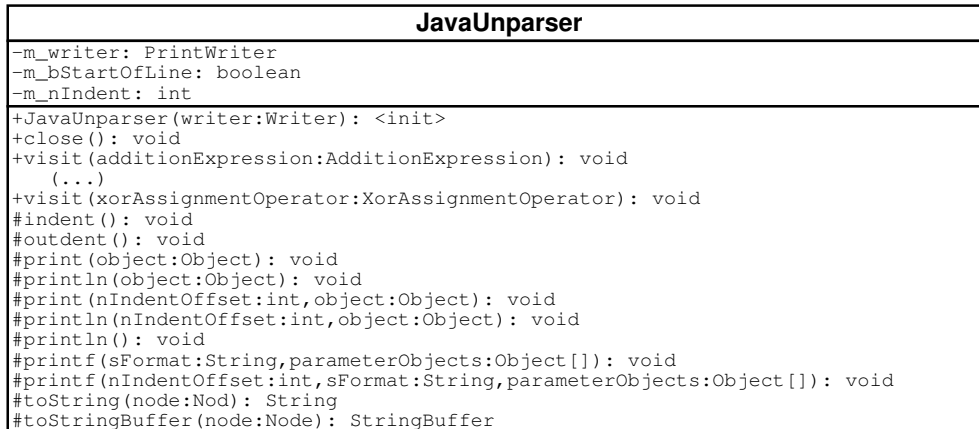 JavaUnparser
-m_writer: PrintWriter
-m_bStartOfLine: boolean
-m_nIndent: int
+JavaUnparser(writer:Writer): <init>
+close(): void
+visit(additionExpression:AdditionExpression): void
(...)
+visit(xorAssignmentOperator:XorAssignmentOperator): void
#indent(): void
#outdent(): void
#print(object:Object): void
#println(object:Object): void
#print(nIndentOffset:int,object:Object): void
#println(nIndentOffset:int,object:Object): void
#println(): void
#printf(sFormat:String,parameterObjects:Object[]): void
#printf(nIndentOffset:int,sFormat:String,parameterObjects:Object[]): void
#toString(node:Nod): String
#toStringBuffer(node:Node): StringBuffer